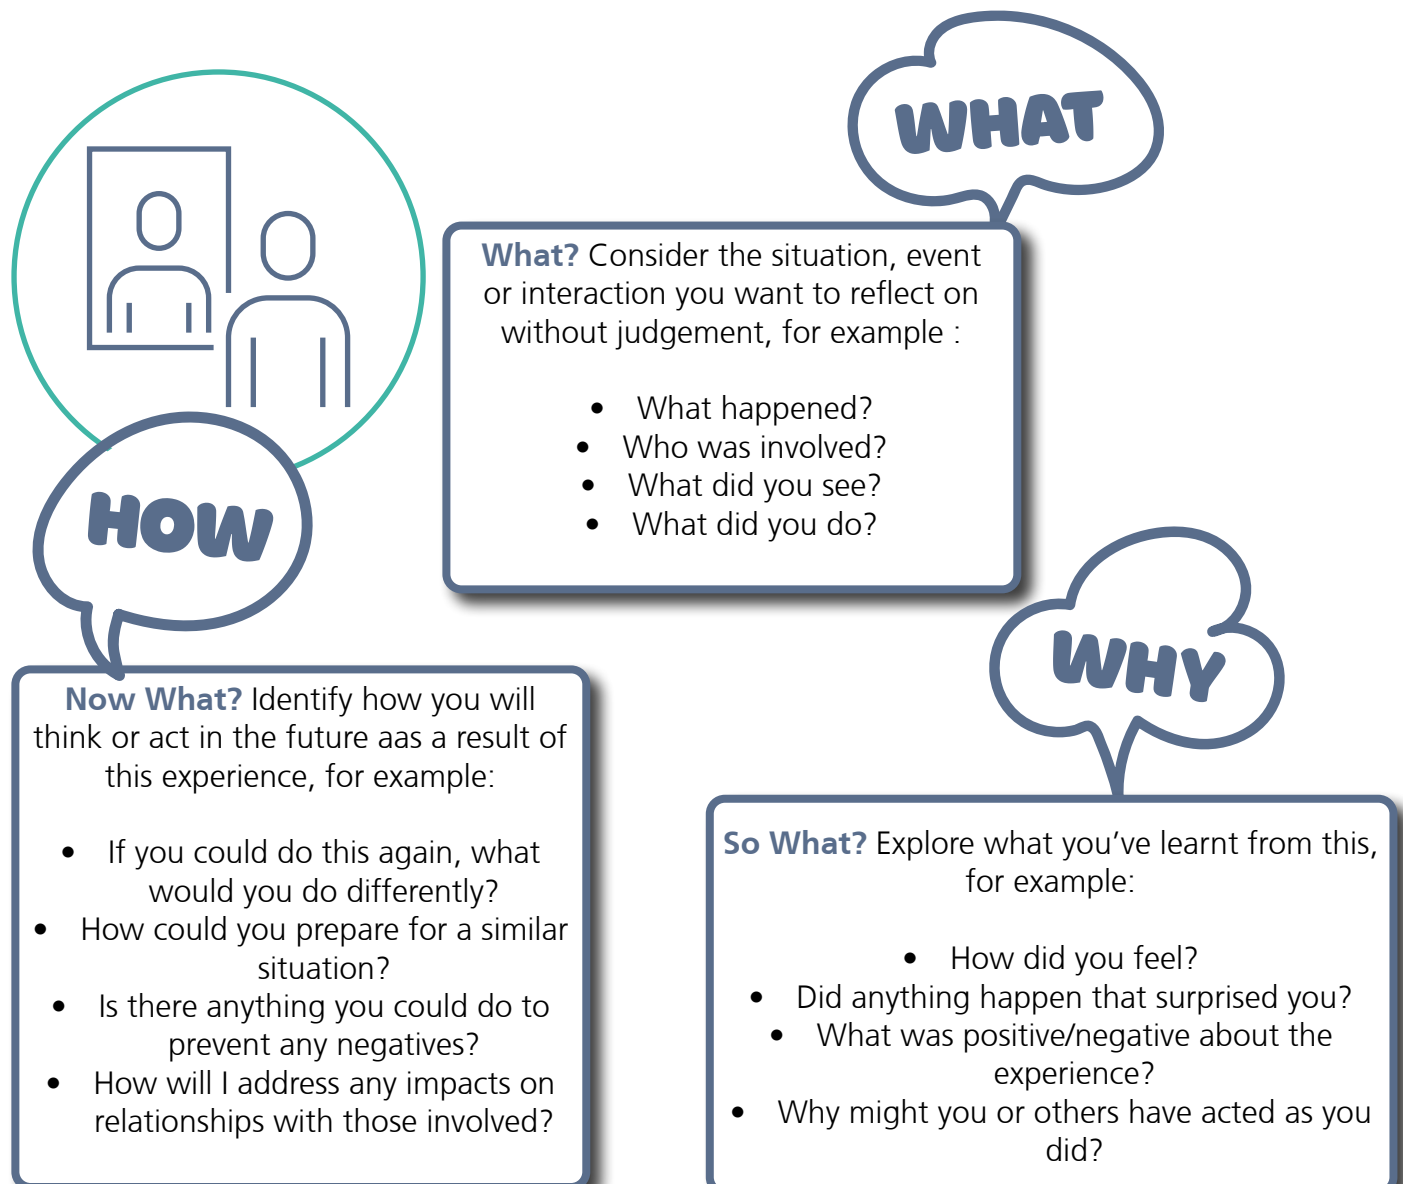 WHAT
What? Consider the situation, event
or interaction you want to reflect on
without judgement, for example :
• What happened?
• Who was involved?
• What did you see?
• What did you do?
WHY
So What? Explore what you've learnt from this,
for example:
• How did you feel?
• Did anything happen that surprised you?
• What was positive/negative about the
experience?
• Why might you or others have acted as you
did?
HOW
Now What? Identify how you will
think or act in the future aas a result of
this experience, for example:
• If you could do this again, what
would you do differently?
• How could you prepare for a similar
situation?
• Is there anything you could do to
prevent any negatives?
• How will I address any impacts on
relationships with those involved?